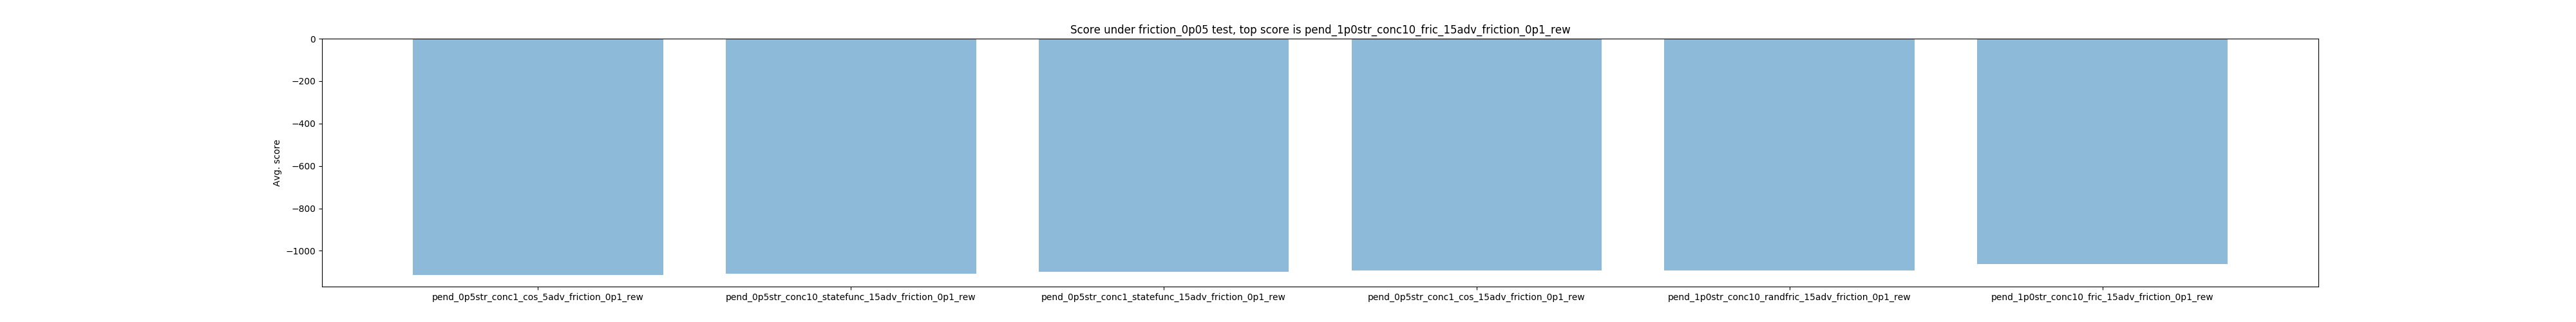 Score under friction_0p05 test, top score is pend_1p0str_conc10_fric_15adv_friction_0p1_rew
0
−200
−400
−600
−800
−1000
Avg. score
pend_0p5str_conc1_cos_5adv_friction_0p1_rew
pend_0p5str_conc10_statefunc_15adv_friction_0p1_rew
pend_0p5str_conc1_statefunc_15adv_friction_0p1_rew
pend_0p5str_conc1_cos_15adv_friction_0p1_rew
pend_1p0str_conc10_randfric_15adv_friction_0p1_rew
pend_1p0str_conc10_fric_15adv_friction_0p1_rew